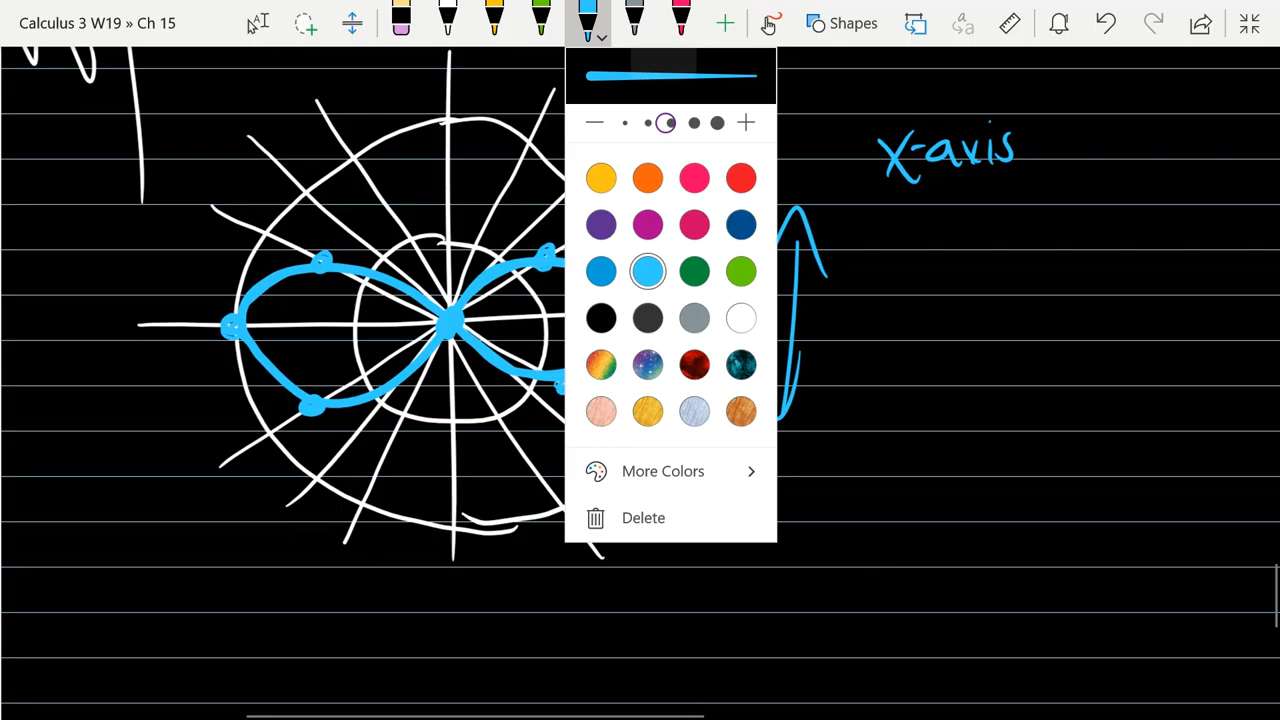 Calculus 3 W19 » Ch 15
Shapes
x-axis
More Colors
Delete